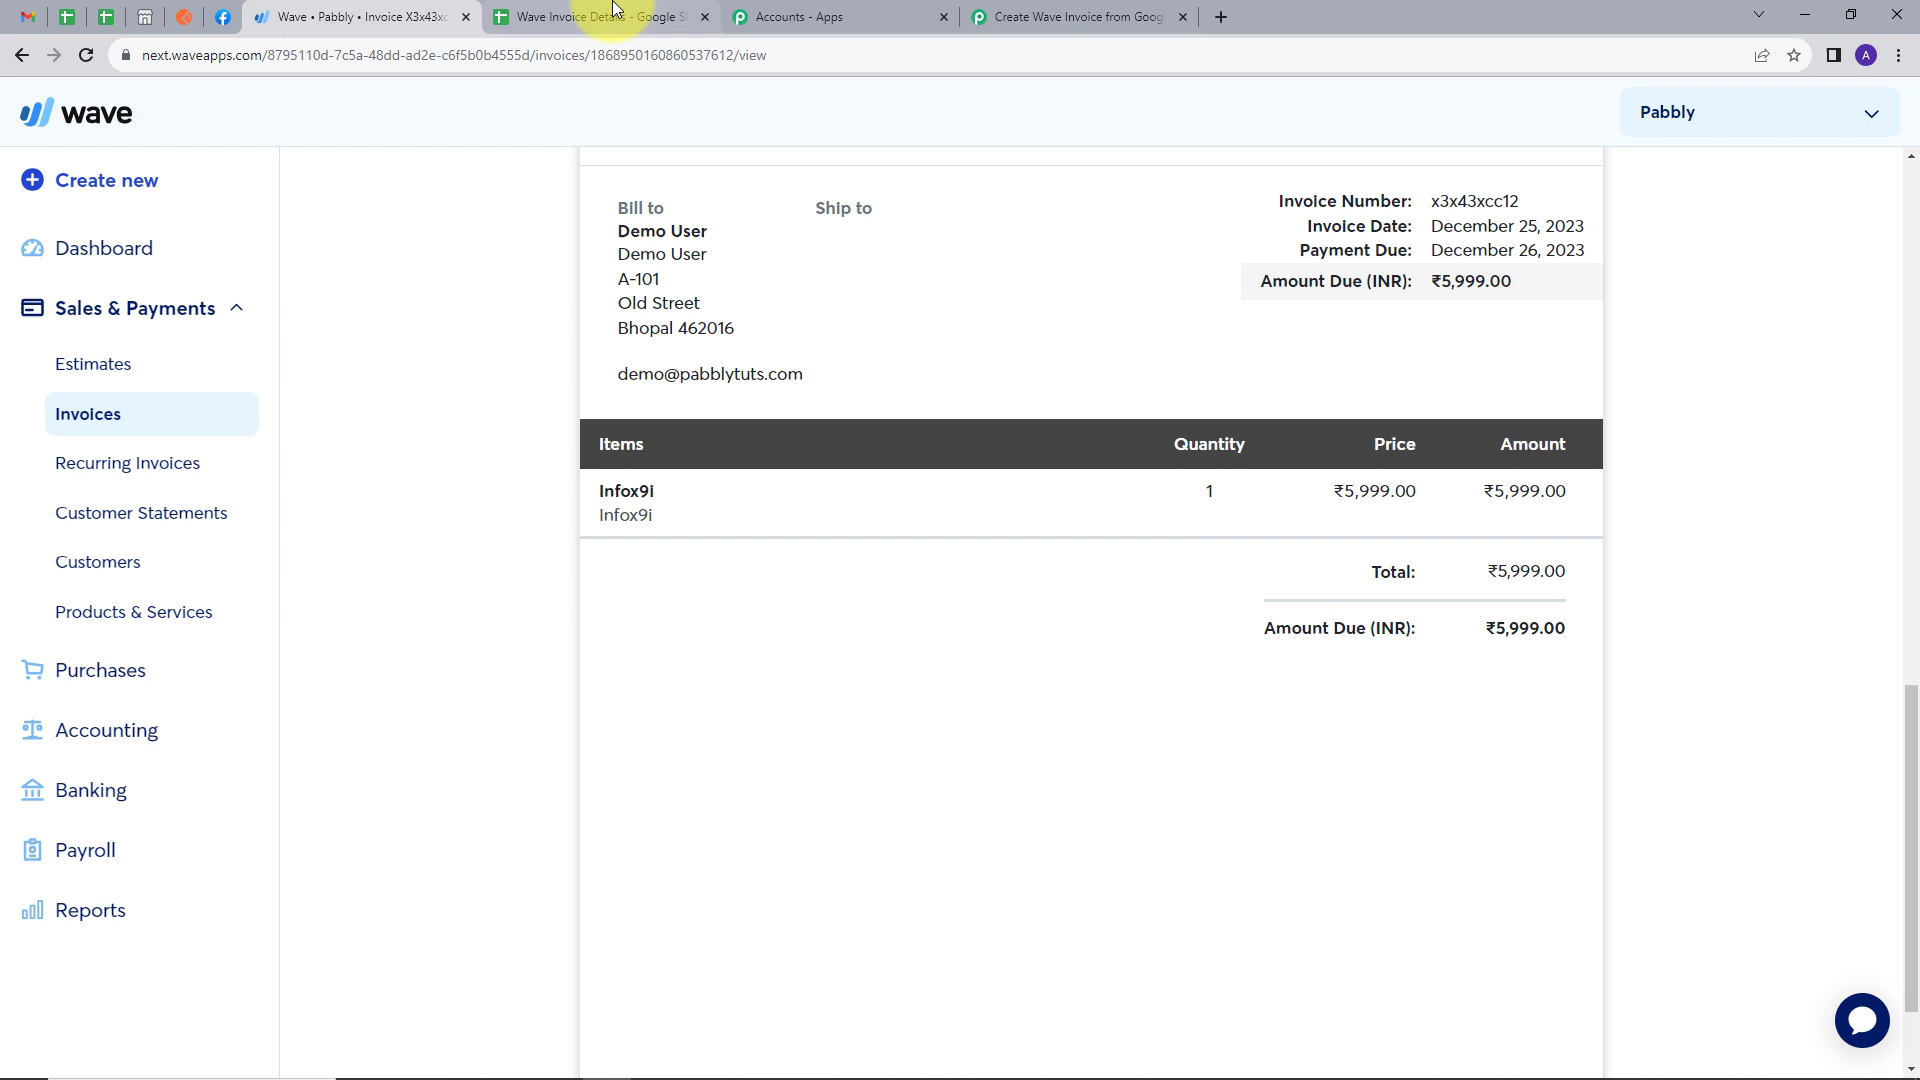 Wave • Pabbly • Invoice X3x43xc
Wave Invoice Details - Google S
Accounts - Apps
Create Wave Invoice from Goog
next.waveapps.com/8795110d-7c5a-48dd-ad2e-c6f5b0b4555d/invoices/1868950160860537612/view
A
wave
Pabbly
Create new
Dashboard
Sales & Payments
Estimates
Invoices
Recurring Invoices
Customer Statements
Customers
Products & Services
Purchases
Accounting
Banking
Payroll
Reports
Bill to
Demo User
Demo User
A-101
Old Street
Bhopal 462016
demo@pabblytuts.com
Ship to
Invoice Number: x3x43xcc12
Invoice Date: December 25, 2023
Payment Due: December 26, 2023
Amount Due (INR): ₹5,999.00
Items Quantity Price Amount
Infox9i 1 ₹5,999.00 ₹5,999.00
Infox9i
Total: ₹5,999.00
Amount Due (INR): ₹5,999.00